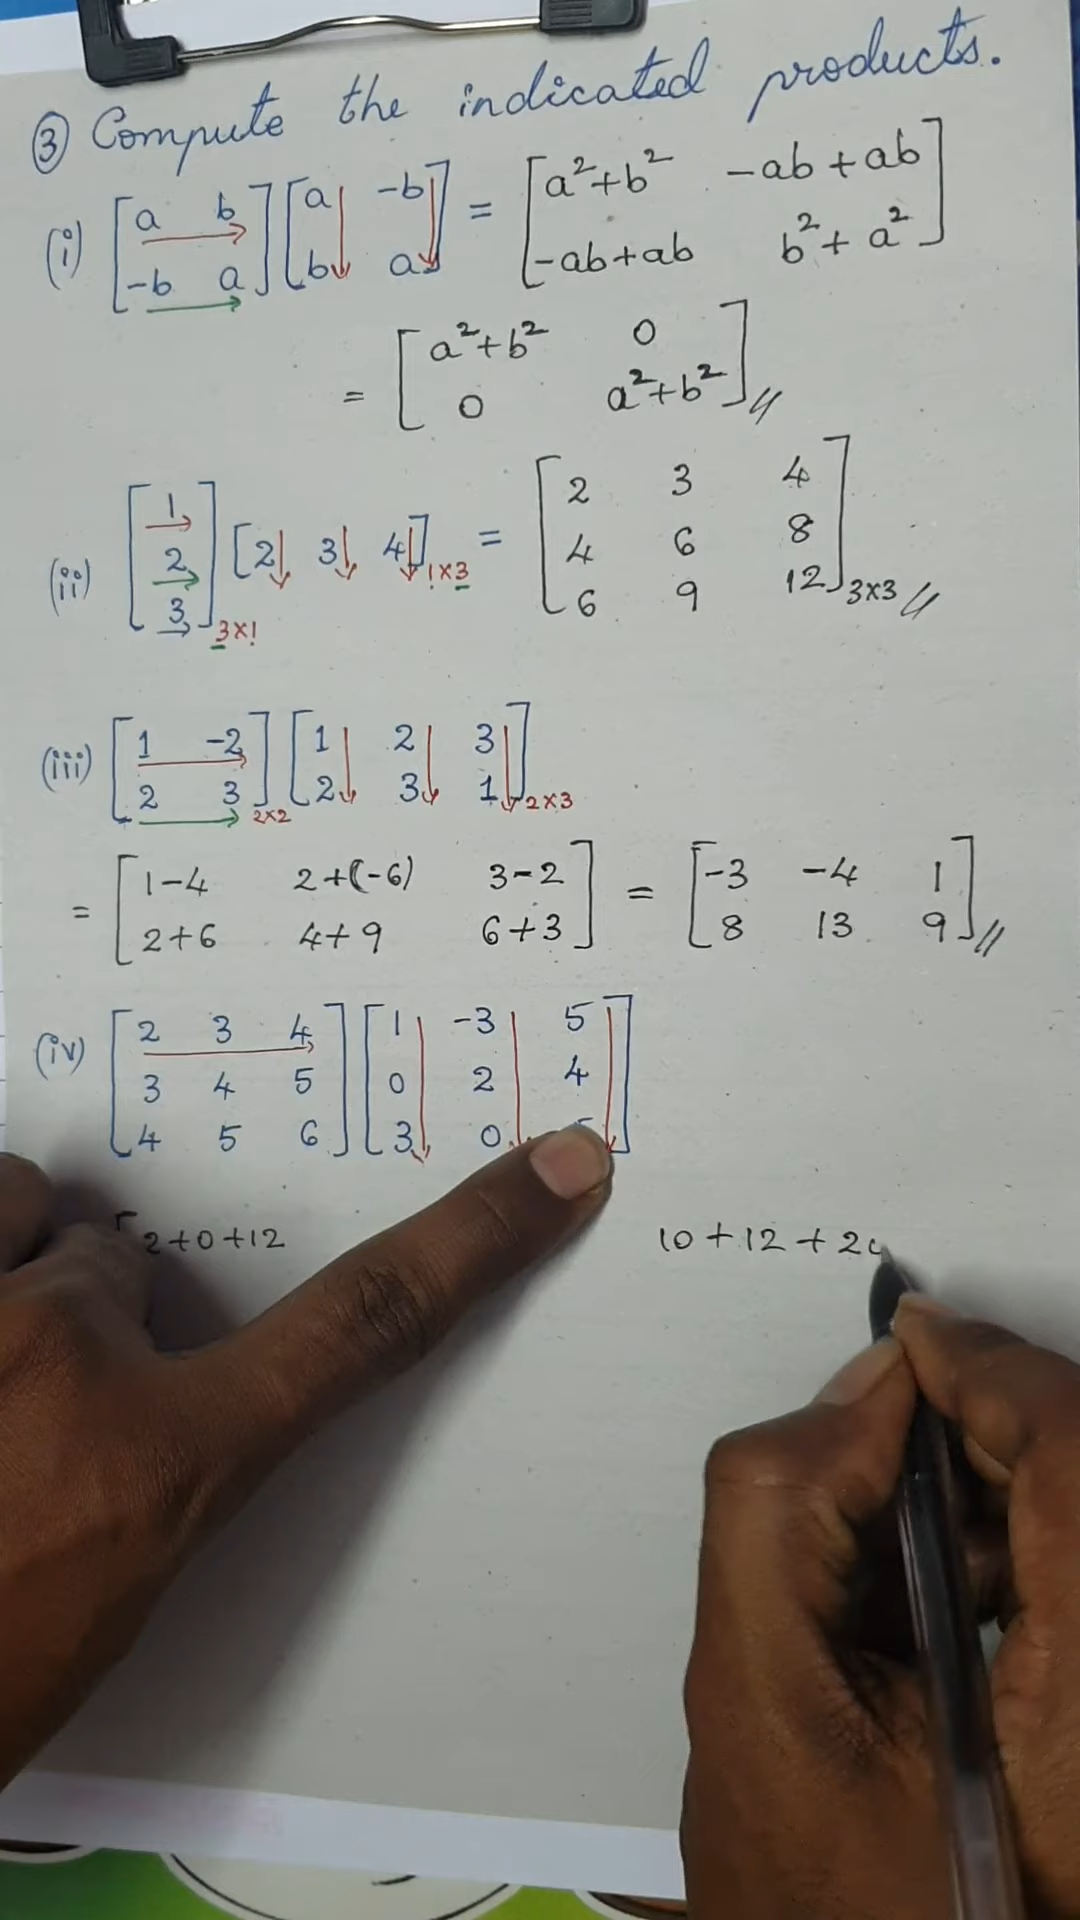 ③ Compute the indicated products.
(i) [a b -b a] [a -b b a] = [a²+b² -ab+ab -ab+ab b²+a²]
= [a²+b² 0 0 a²+b²] //
(ii) [1 2 3] 3×1 [2 3 4] 1×3 = [2 3 4 4 6 8 6 9 12] 3×3 //
(iii) [1 -2 2 3] 2×2 [1 2 3 2 3 1] 2×3
= [1-4 2+(-6) 3-2 2+6 4+9 6+3] = [-3 -4 1 8 13 9] //
(iv) [2 3 4 3 4 5 4 5 6] [1 -3 5 0 2 4 3 0]
[2+0+12 10+12+2